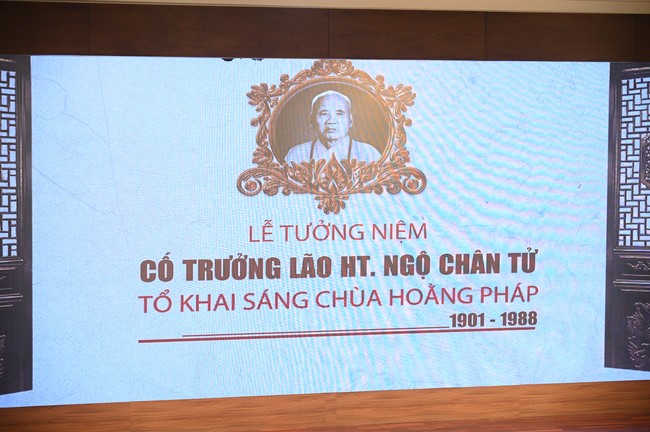 LỄ TƯỞNG NIỆM
CỐ TRƯỞNG LÃO HT. NGỘ CHÂN TỬ
TỔ KHAI SÁNG CHÙA HOẰNG PHÁP
1901 - 1988